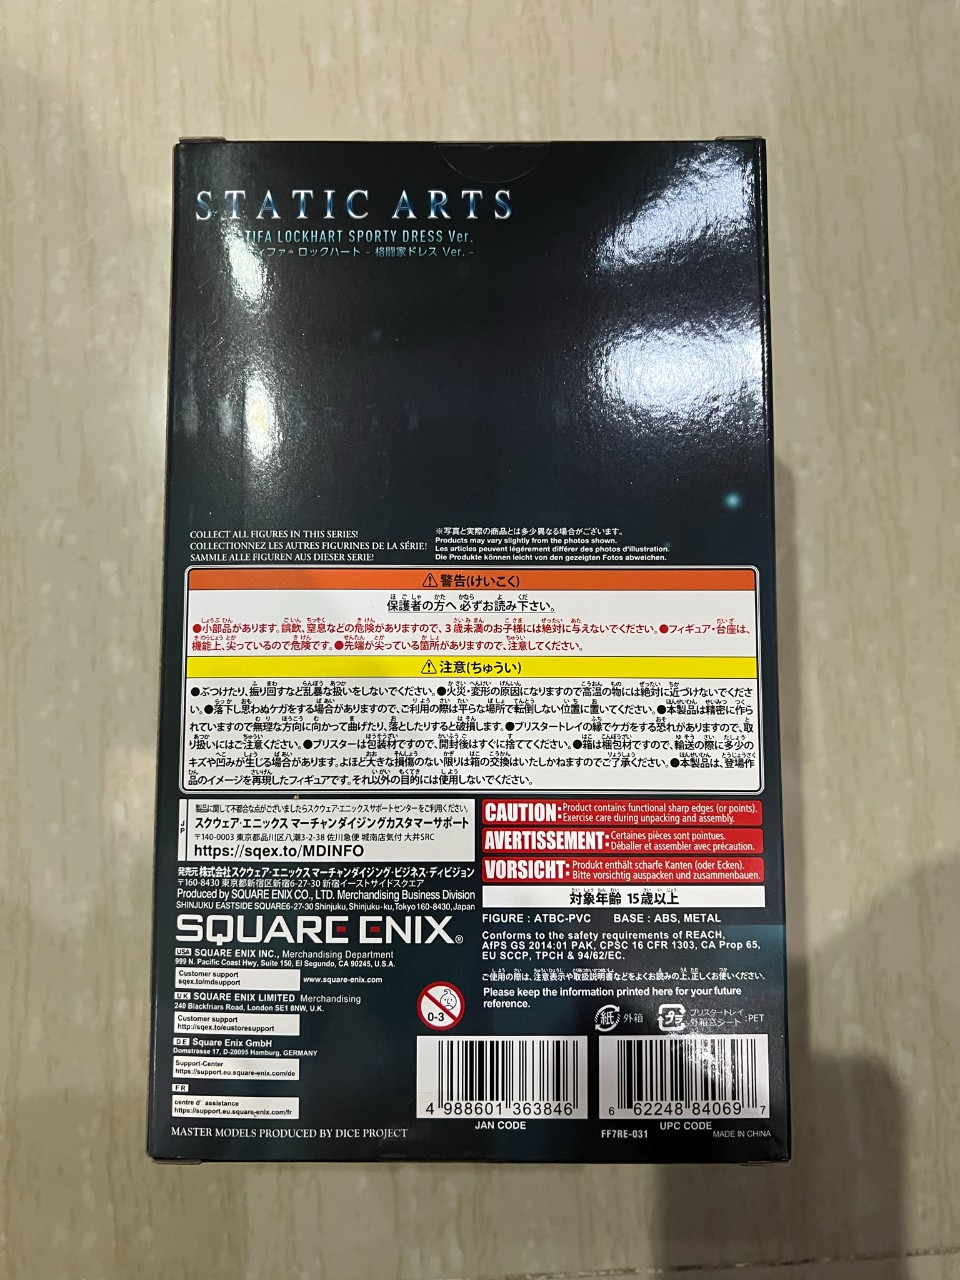 STATIC ARTS
TIFA LOCKHART SPORTY DRESS Ver.
ティファ・ロックハート - 格闘家ドレス Ver. -
COLLECT ALL FIGURES IN THIS SERIES!
COLLECTIONNEZ LES AUTRES FIGURINES DE LA SÉRIE!
SAMMLE ALLE FIGUREN AUS DIESER SERIE!
※写真と実際の商品とは多少異なる場合がございます。
Products may vary slightly from the photos shown.
Les articles peuvent légérement différer des photos d'illustration.
Die Produkte können leicht von den gezeigten Fotos abweichen.
⚠警告(けいこく)
保護者の方へ 必ずお読み下さい。
●小部品があります。誤飲、窒息などの危険がありますので、3歳未満のお子様には絶対に与えないでください。●フィギュア・台座は、
機能上、尖っているので危険です。●先端が尖っている箇所がありますので、注意してください。
⚠注意(ちゅうい)
●ぶつけたり、振り回すなど乱暴な扱いをしないでください。●火災・変形の原因になりますので高温の物には絶対に近づけないでくださ
い。●落下し思わぬケガをする場合がありますので、ご利用の際は平らな場所で転倒しない位置に置いてください。●本製品は精密に作ら
れていますので無理な方向に向かって曲げたり、落としたりすると破損します。●ブリスタートレイの縁でケガをする恐れがありますので、取
り扱いにはご注意ください。●ブリスターは包装材ですので、開封後はすぐに捨ててください。●箱は梱包材ですので、輸送の際に多少の
キズや凹みが生じる場合があります。よほど大きな損傷のない限りは箱の交換はいたしかねますのでご了承ください。●本製品は、登場作
品のイメージを再現したフィギュアです。それ以外の目的には使用しないでください。
JP
製品に関して不都合な点がございましたらスクウェア・エニックスサポートセンターをご利用ください。
スクウェア・エニックス マーチャンダイジングカスタマーサポート
〒140-0003 東京都品川区八潮3-2-38 佐川急便 城南店気付 大井SRC
https://sqex.to/MDINFO
発売元 株式会社スクウェア・エニックス マーチャンダイジング・ビジネス・ディビジョン
〒160-8430 東京都新宿区新宿6-27-30 新宿イーストサイドスクエア
Produced by SQUARE ENIX CO., LTD. Merchandising Business Division
SHINJUKU EASTSIDE SQUARE6-27-30 Shinjuku, Shinjuku-ku,Tokyo 160-8430, Japan
SQUARE ENIX®
USA SQUARE ENIX INC., Merchandising Department
999 N. Pacific Coast Hwy, Suite 150, El Segundo, CA 90245, U.S.A.
Customer support
sqex.to/mdsupport
www.square-enix.com
UK SQUARE ENIX LIMITED Merchandising
240 Blackfriars Road, London SE1 8NW, U.K.
Customer support
http://sqex.to/eustoresupport
DE Square Enix GmbH
Domstrasse 17, D-20095 Hamburg, GERMANY
Support-Center
https://support.eu.square-enix.com/de
FR
centre d' assistance
https://support.eu.square-enix.com/fr
MASTER MODELS PRODUCED BY DICE PROJECT
CAUTION: Product contains functional sharp edges (or points).
Exercise care during unpacking and assembly.
AVERTISSEMENT: Certaines pièces sont pointues.
Déballer et assembler avec précaution.
VORSICHT: Produkt enthält scharfe Kanten (oder Ecken).
Bitte vorsichtig auspacken und zusammenbauen.
対象年齢 15歳以上
FIGURE : ATBC-PVC BASE : ABS, METAL
Conforms to the safety requirements of REACH,
AfPS GS 2014:01 PAK, CPSC 16 CFR 1303, CA Prop 65,
EU SCCP, TPCH & 94/62/EC.
ご使用の際は、注意表示や取扱説明書などをよくお読みの上、正しくお使いください。
Please keep the information printed here for your future
reference.
0-3
紙 外箱
プラ ブリスタートレイ
外箱窓シート :PET
4 988601 363846
JAN CODE
6 62248 84069 7
UPC CODE
FF7RE-031
MADE IN CHINA